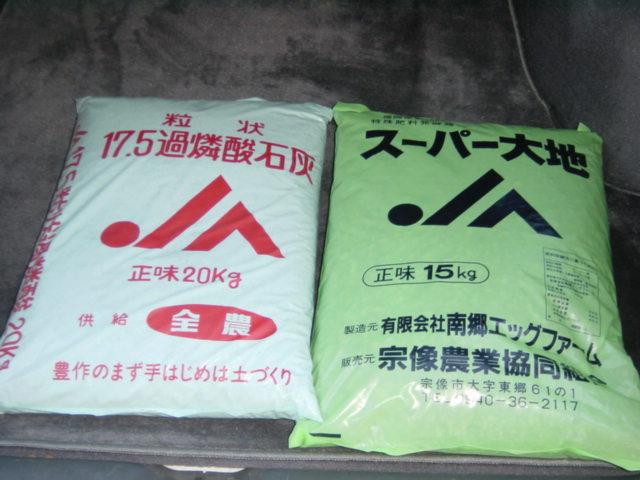 粒状
17.5過燐酸石灰
JA
正味20Kg
供給 全農
豊作のまず手はじめは土づくり
スーパー大地
JA
正味15kg
製造元 有限会社南郷エッグファーム
販売元 宗像農業協同組合
宗像市大字東郷61の1